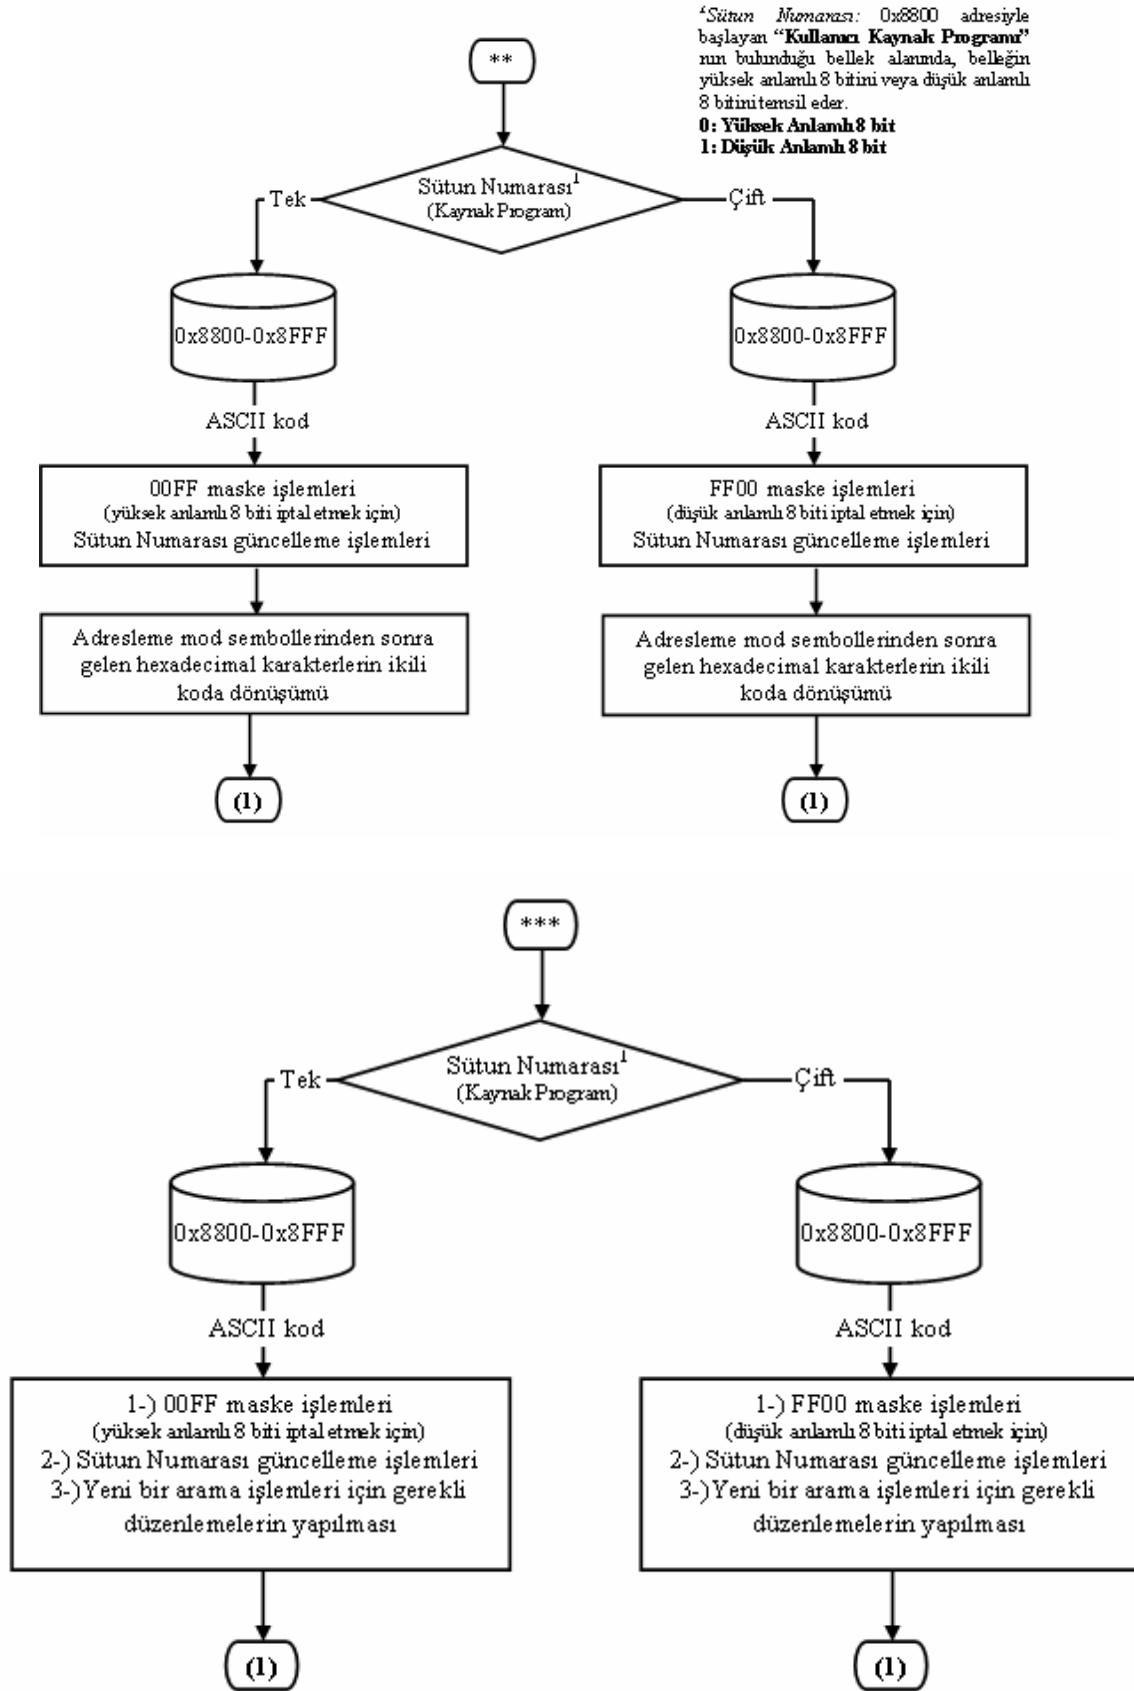 ¹Sütun Numarası: 0x8800 adresiyle
başlayan “Kullanıcı Kaynak Programı”
nın bulunduğu bellek alanında, belleğin
yüksek anlamlı 8 bitini veya düşük anlamlı
8 bitini temsil eder.
0: Yüksek Anlamlı 8 bit
1: Düşük Anlamlı 8 bit
**
Sütun Numarası¹
(Kaynak Program)
Tek
Çift
0x8800-0x8FFF
0x8800-0x8FFF
ASCII kod
ASCII kod
00FF maske işlemleri
(yüksek anlamlı 8 biti iptal etmek için)
Sütun Numarası güncelleme işlemleri
FF00 maske işlemleri
(düşük anlamlı 8 biti iptal etmek için)
Sütun Numarası güncelleme işlemleri
Adresleme mod sembollerinden sonra
gelen hexadecimal karakterlerin ikili
koda dönüşümü
Adresleme mod sembollerinden sonra
gelen hexadecimal karakterlerin ikili
koda dönüşümü
(1)
(1)
***
Sütun Numarası¹
(Kaynak Program)
Tek
Çift
0x8800-0x8FFF
0x8800-0x8FFF
ASCII kod
ASCII kod
1-) 00FF maske işlemleri
(yüksek anlamlı 8 biti iptal etmek için)
2-) Sütun Numarası güncelleme işlemleri
3-) Yeni bir arama işlemleri için gerekli
düzenlemelerin yapılması
1-) FF00 maske işlemleri
(düşük anlamlı 8 biti iptal etmek için)
2-) Sütun Numarası güncelleme işlemleri
3-) Yeni bir arama işlemleri için gerekli
düzenlemelerin yapılması
(1)
(1)